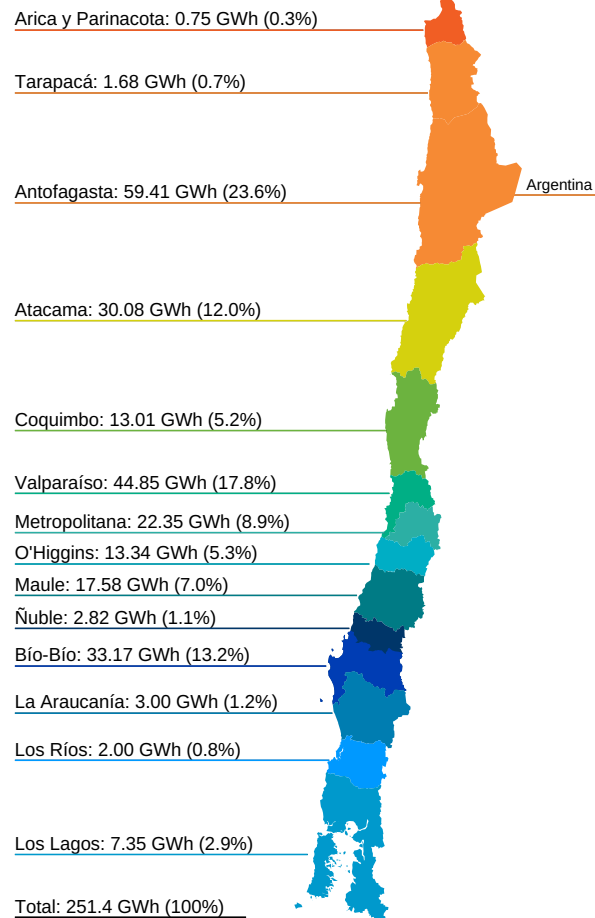 Arica y Parinacota: 0.75 GWh (0.3%)
Tarapacá: 1.68 GWh (0.7%)
Antofagasta: 59.41 GWh (23.6%)
Argentina
Atacama: 30.08 GWh (12.0%)
Coquimbo: 13.01 GWh (5.2%)
Valparaíso: 44.85 GWh (17.8%)
Metropolitana: 22.35 GWh (8.9%)
O'Higgins: 13.34 GWh (5.3%)
Maule: 17.58 GWh (7.0%)
Ñuble: 2.82 GWh (1.1%)
Bío-Bío: 33.17 GWh (13.2%)
La Araucanía: 3.00 GWh (1.2%)
Los Ríos: 2.00 GWh (0.8%)
Los Lagos: 7.35 GWh (2.9%)
Total: 251.4 GWh (100%)